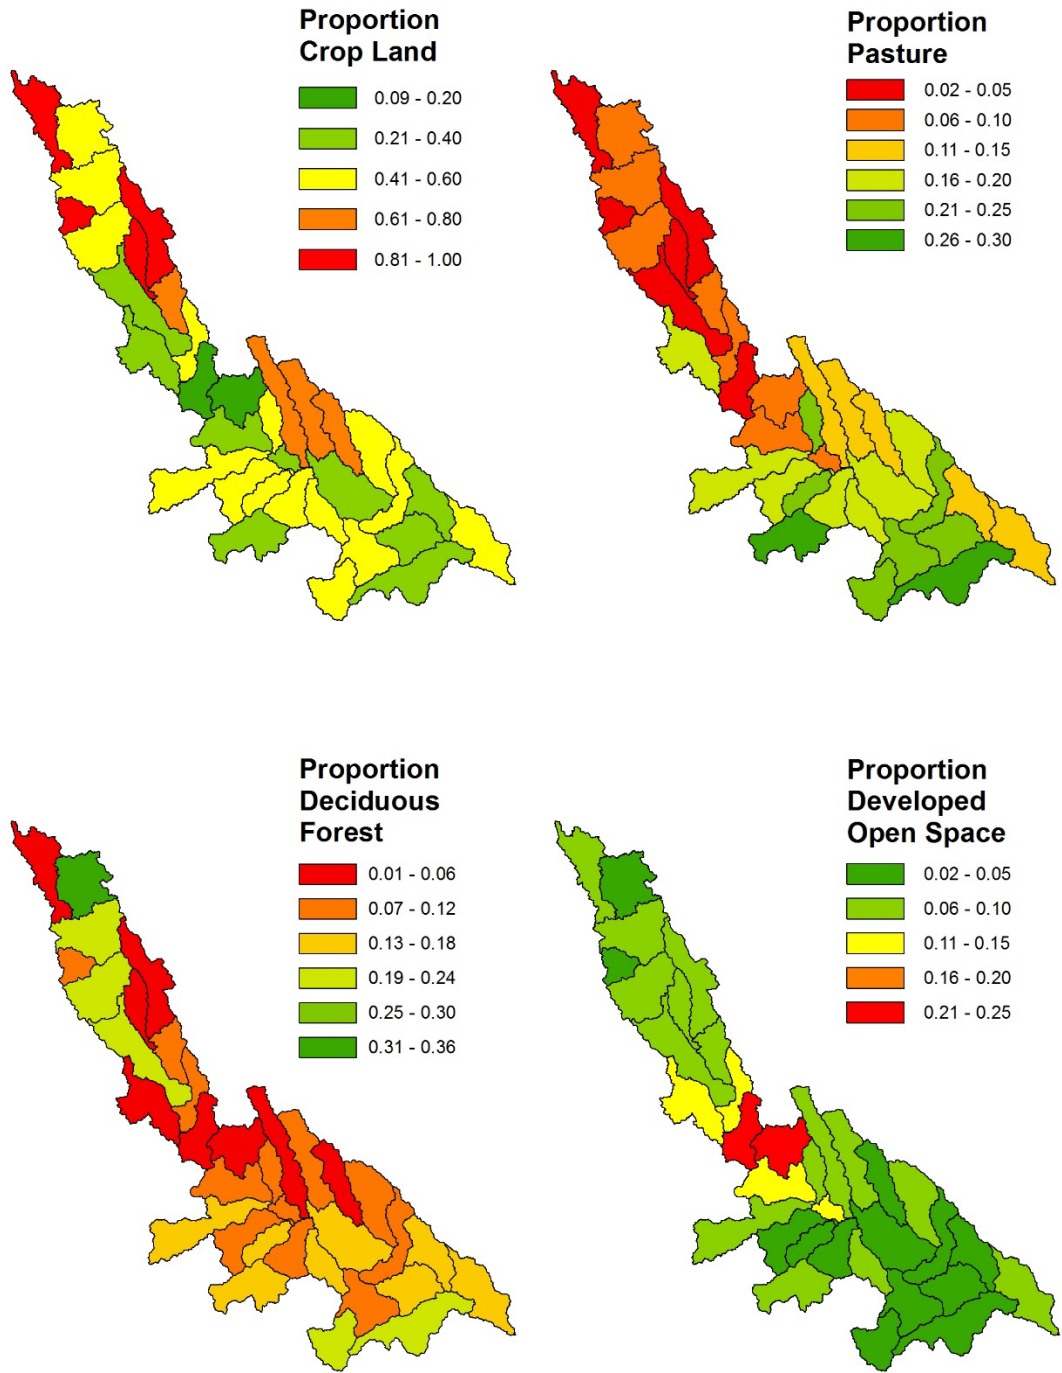 Proportion
Crop Land
0.09 - 0.20
0.21 - 0.40
0.41 - 0.60
0.61 - 0.80
0.81 - 1.00
Proportion
Pasture
0.02 - 0.05
0.06 - 0.10
0.11 - 0.15
0.16 - 0.20
0.21 - 0.25
0.26 - 0.30
Proportion
Deciduous
Forest
0.01 - 0.06
0.07 - 0.12
0.13 - 0.18
0.19 - 0.24
0.25 - 0.30
0.31 - 0.36
Proportion
Developed
Open Space
0.02 - 0.05
0.06 - 0.10
0.11 - 0.15
0.16 - 0.20
0.21 - 0.25